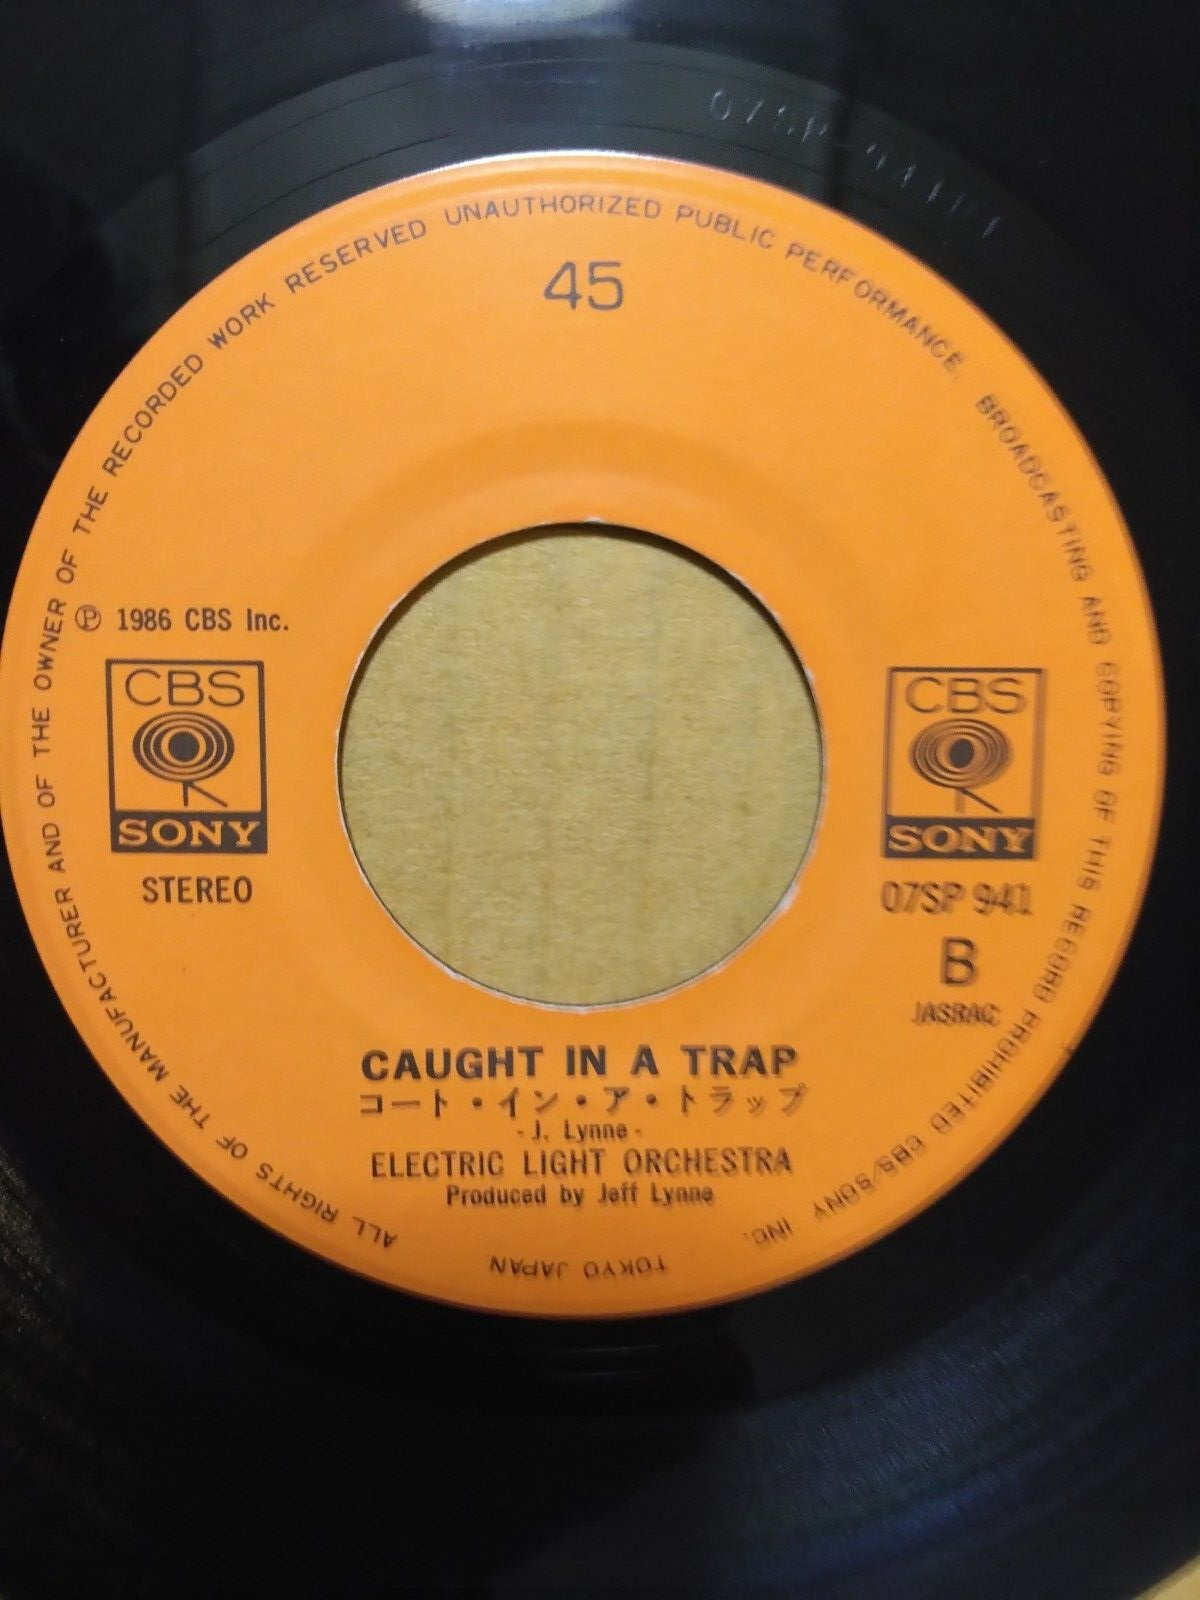 45
ALL RIGHTS OF THE MANUFACTURER AND OF THE OWNER OF THE RECORDED WORK RESERVED UNAUTHORIZED PUBLIC PERFORMANCE. BROADCASTING AND COPYING OF THIS RECORD PROHIBITED CBS/SONY INC.
TOKYO JAPAN
Ⓟ 1986 CBS Inc.
CBS
SONY
STEREO
CBS
SONY
07SP 941
B
JASRAC
CAUGHT IN A TRAP
コート・イン・ア・トラップ
- J. Lynne -
ELECTRIC LIGHT ORCHESTRA
Produced by Jeff Lynne